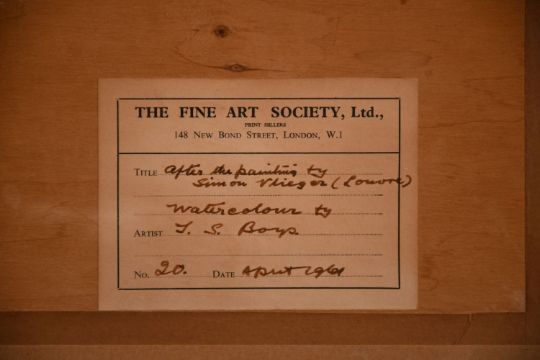 THE FINE ART SOCIETY, Ltd.,
PRINT SELLERS
148 NEW BOND STREET, LONDON, W.1
TITLE After the painting by
Simon Vlieger (Louvre)
Watercolour by
ARTIST T. S. Boys
No. 20. DATE April 1961